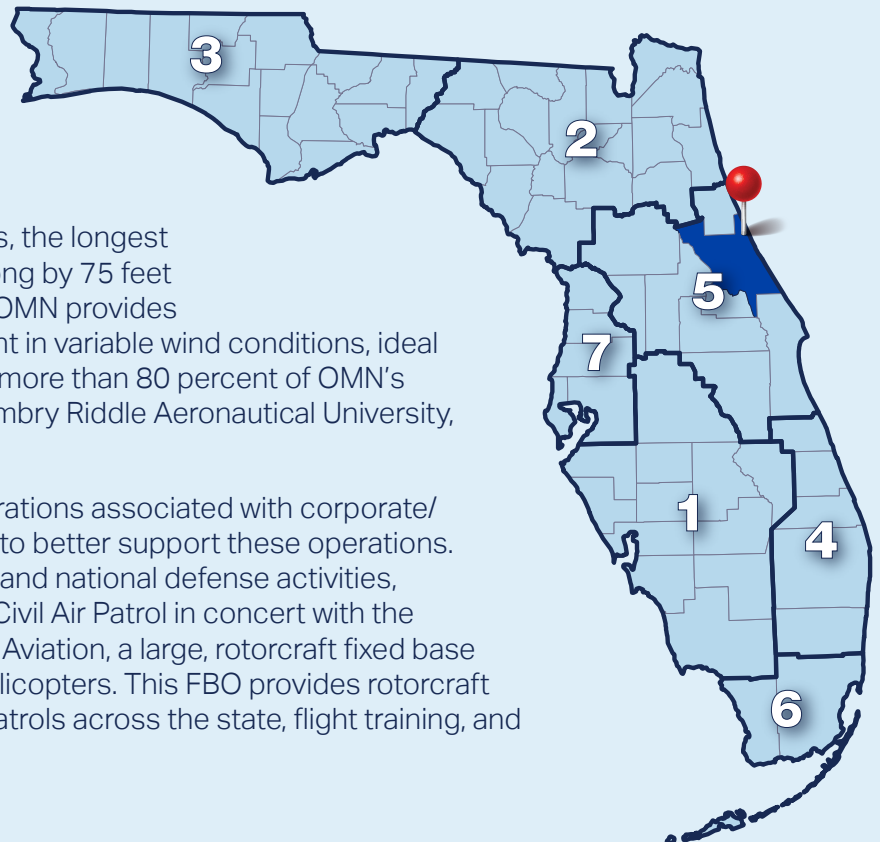 3
2
s, the longest
ong by 75 feet
OMN provides
5
nt in variable wind conditions, ideal
7
more than 80 percent of OMN's
mbry Riddle Aeronautical University,
rations associated with corporate/
1
to better support these operations.
4
and national defense activities,
Civil Air Patrol in concert with the
Aviation, a large, rotorcraft fixed base
licopters. This FBO provides rotorcraft
atrols across the state, flight training, and
6